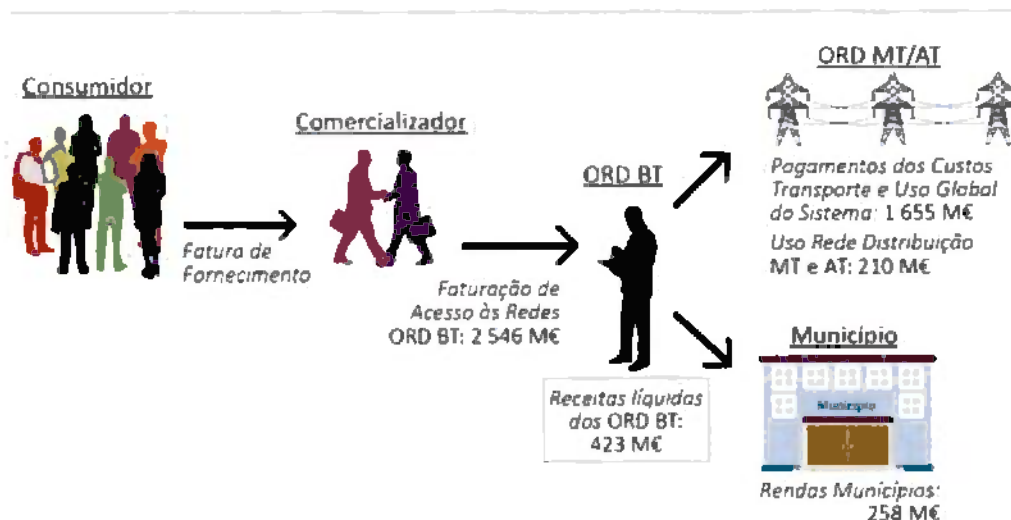 Consumidor
Fatura de
Fornecimento
Comercializador
Faturação de
Acesso às Redes
ORD BT: 2 546 M€
ORD BT
Receitas líquidas
dos ORD BT:
423 M€
ORD MT/AT
Pagamentos dos Custos
Transporte e Uso Global
do Sistema: 1 655 M€
Uso Rede Distribuição
MT e AT: 210 M€
Município
Município
Rendas Municípios:
258 M€